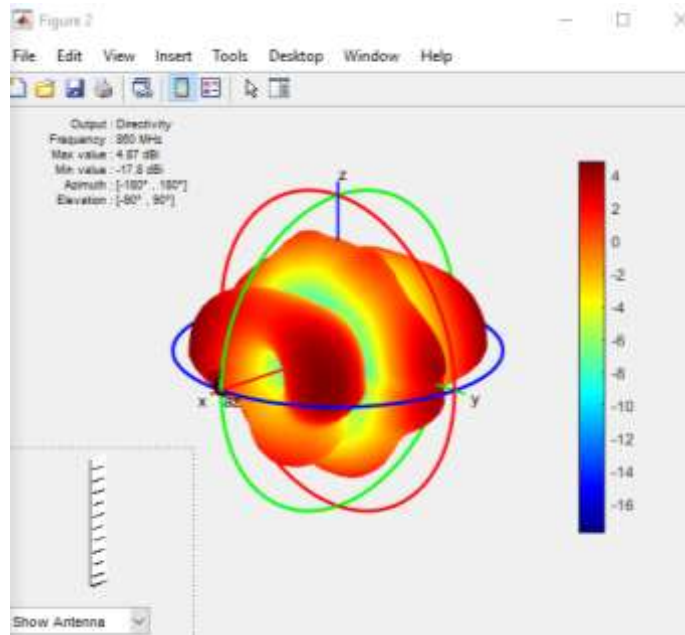 Figure 2
File Edit View Insert Tools Desktop Window Help
Output : Directivity
Frequency : 860 MHz
Max value : 4.87 dBi
Min value : -17.8 dBi
Azimuth : [-180° , 180°]
Elevation : [-90° , 90°]
z
x
az
y
4
2
0
-2
-4
-6
-8
-10
-12
-14
-16
Show Antenna